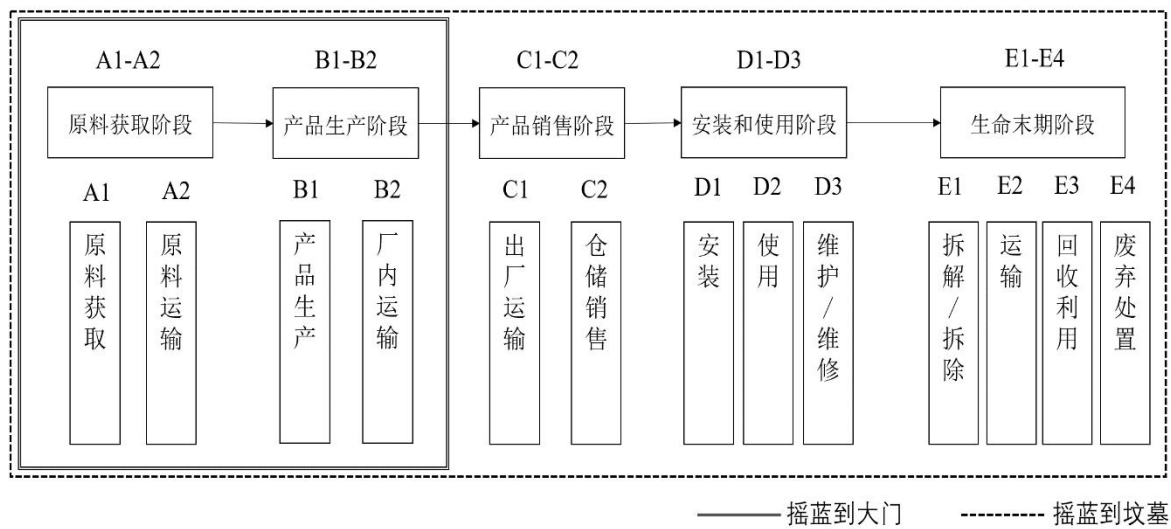 A1-A2
B1-B2
C1-C2
D1-D3
E1-E4
原料获取阶段
产品生产阶段
产品销售阶段
安装和使用阶段
生命末期阶段
A1
A2
B1
B2
C1
C2
D1
D2
D3
E1
E2
E3
E4
原料获取
原料运输
产品生产
厂内运输
出厂运输
仓储销售
安装
使用
维护/维修
拆解/拆除
运输
回收利用
废弃处置
摇蓝到大门
摇蓝到坟墓